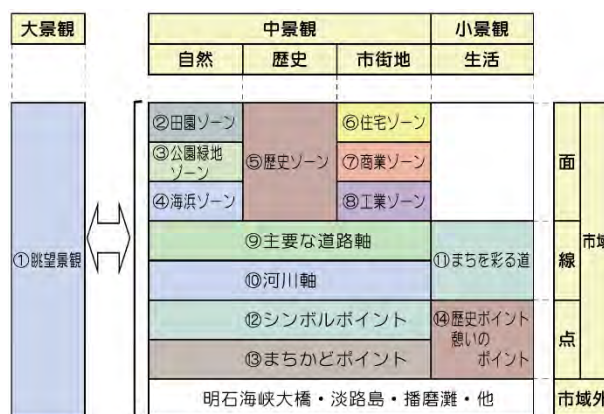 大景観
中景観
小景観
自然
歴史
市街地
生活
①眺望景観
②田園ゾーン
③公園緑地
ゾーン
④海浜ゾーン
⑤歴史ゾーン
⑥住宅ゾーン
⑦商業ゾーン
⑧工業ゾーン
面
⑨主要な道路軸
⑩河川軸
⑪まちを彩る道
線
市域
⑫シンボルポイント
⑬まちかどポイント
⑭歴史ポイント
憩いの
ポイント
点
明石海峡大橋・淡路島・播磨灘・他
市域外